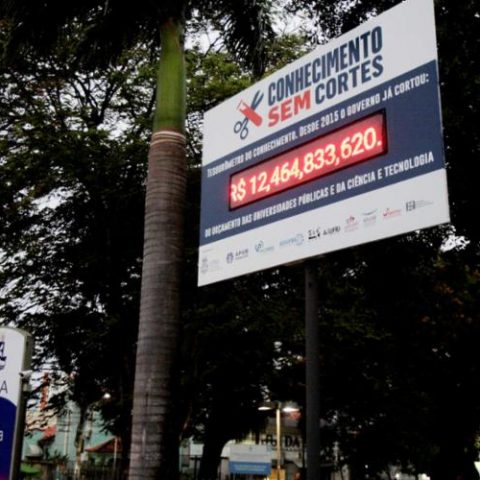 CONHECIMENTO
SEM CORTES
TESOURÔMETRO DO CONHECIMENTO. DESDE 2015 O GOVERNO JÁ CORTOU:
R$ 12,464,833,620.
DO ORÇAMENTO DAS UNIVERSIDADES PÚBLICAS E DA CIÊNCIA E TECNOLOGIA